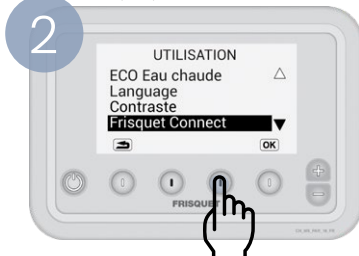 2
UTILISATION
ECO Eau chaude
Language
Contraste
Frisquet Connect
OK
FRISQUET